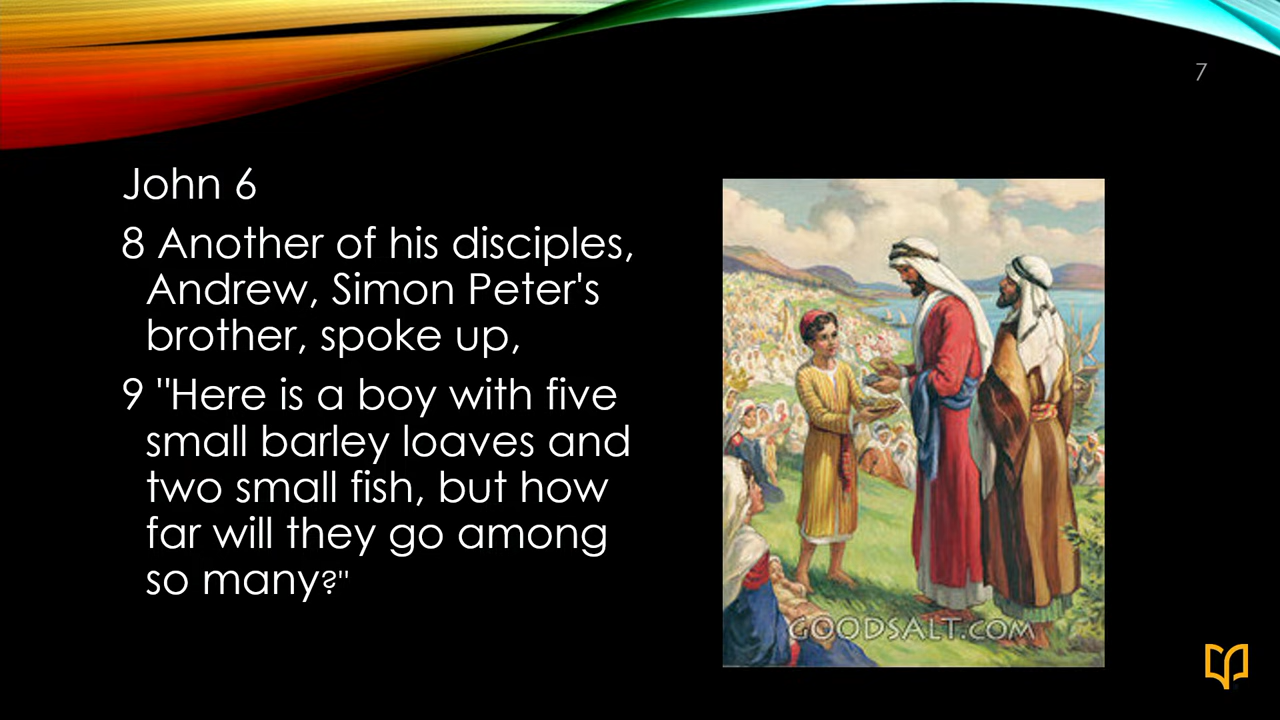 7
John 6
8 Another of his disciples,
Andrew, Simon Peter's
brother, spoke up,
9 "Here is a boy with five
small barley loaves and
two small fish, but how
far will they go among
so many?"
GOODSALT.COM